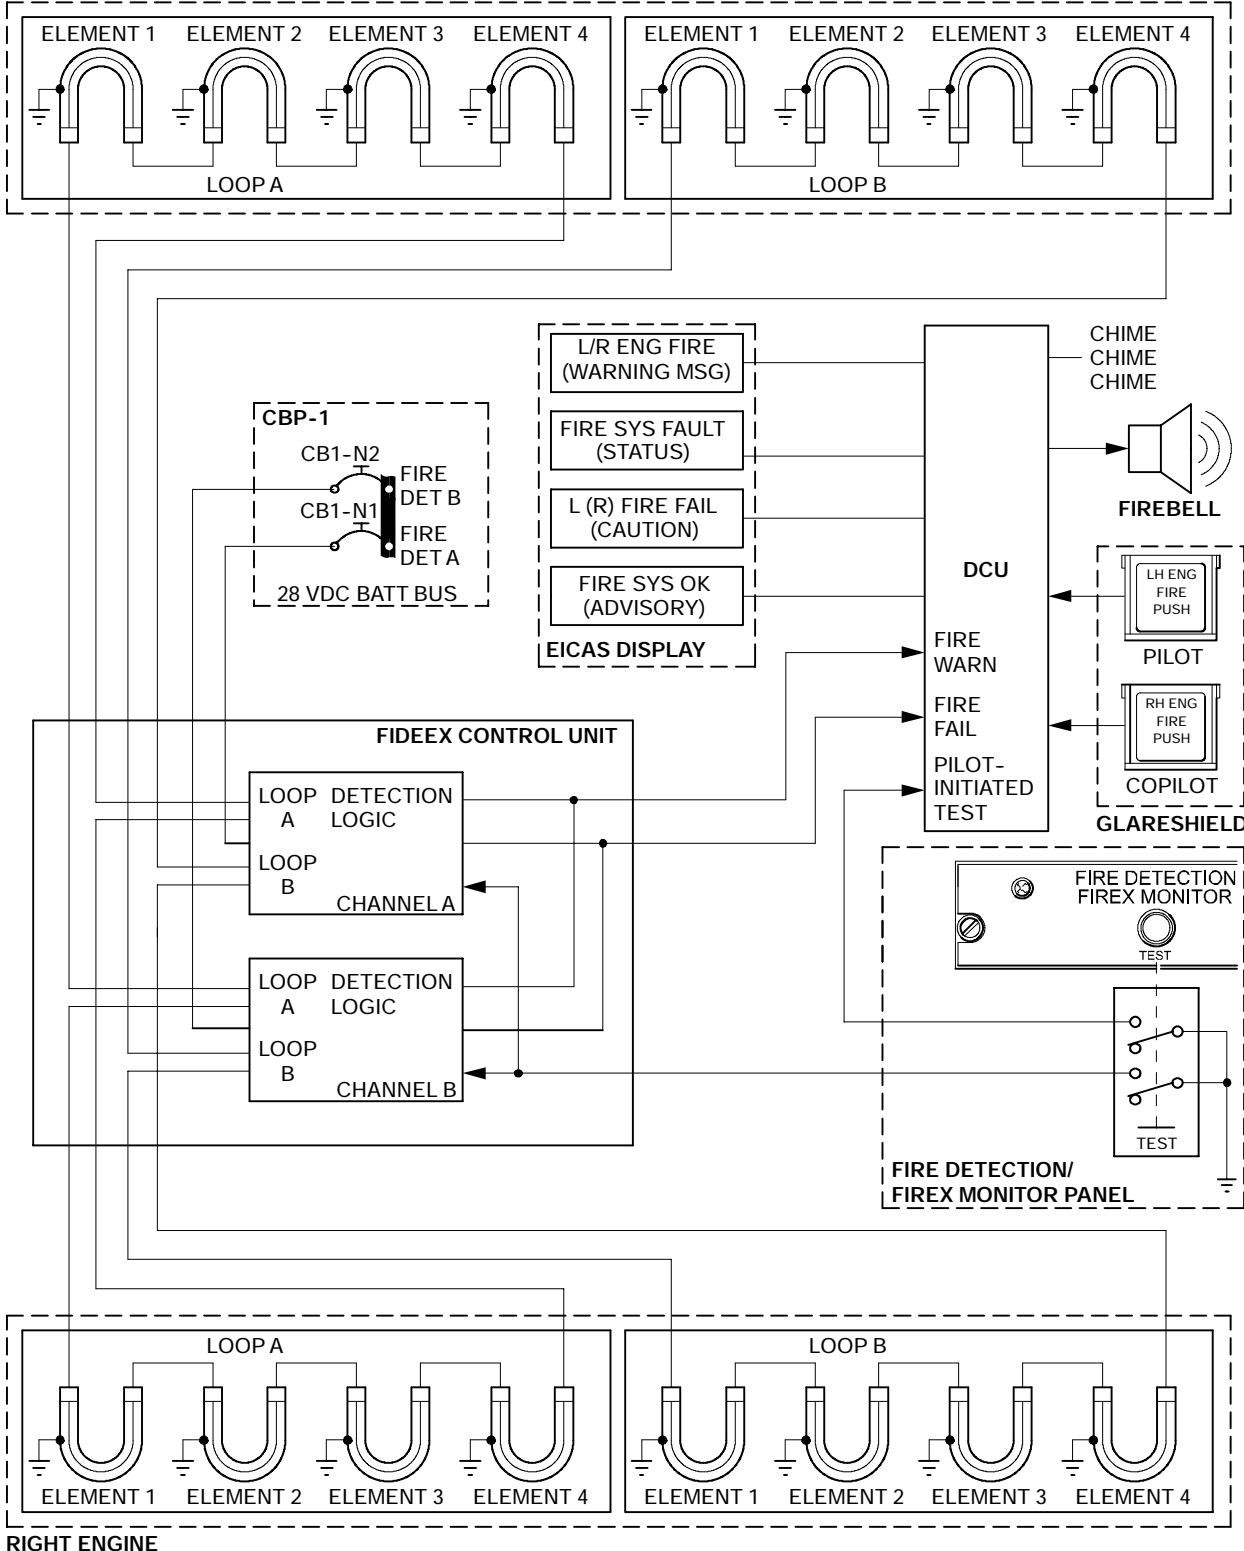 ELEMENT 1 ELEMENT 2 ELEMENT 3 ELEMENT 4
LOOP A
ELEMENT 1 ELEMENT 2 ELEMENT 3 ELEMENT 4
LOOP B
L/R ENG FIRE
(WARNING MSG)
FIRE SYS FAULT
(STATUS)
L (R) FIRE FAIL
(CAUTION)
FIRE SYS OK
(ADVISORY)
EICAS DISPLAY
CHIME
CHIME
CHIME
FIREBELL
DCU
FIRE
WARN
FIRE
FAIL
PILOT-
INITIATED
TEST
LH ENG
FIRE
PUSH
PILOT
RH ENG
FIRE
PUSH
COPILOT
GLARESHIELD
CBP-1
CB1-N2
FIRE
DET B
CB1-N1
FIRE
DET A
28 VDC BATT BUS
FIDEEX CONTROL UNIT
LOOP
A
DETECTION
LOGIC
LOOP
B
CHANNEL A
LOOP
A
DETECTION
LOGIC
LOOP
B
CHANNEL B
FIRE DETECTION
FIREX MONITOR
TEST
TEST
FIRE DETECTION/
FIREX MONITOR PANEL
LOOP A
ELEMENT 1 ELEMENT 2 ELEMENT 3 ELEMENT 4
LOOP B
ELEMENT 1 ELEMENT 2 ELEMENT 3 ELEMENT 4
RIGHT ENGINE